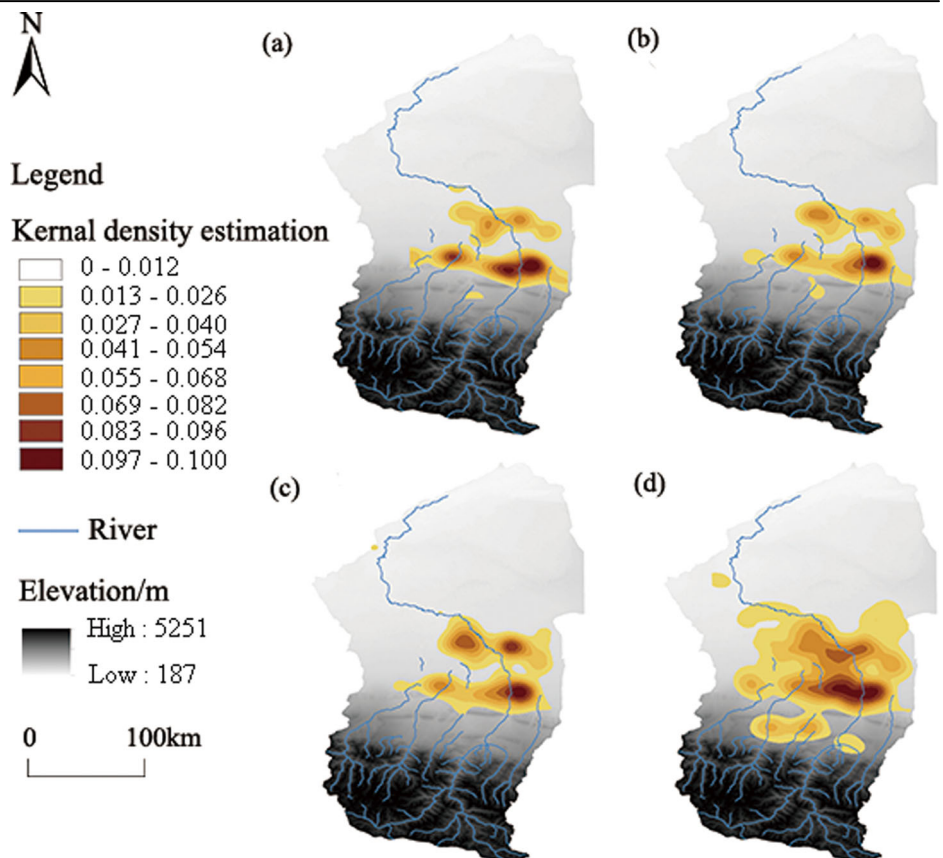 N
(a)
(b)
Legend
Kernal density estimation
0 - 0.012
0.013 - 0.026
0.027 - 0.040
0.041 - 0.054
0.055 - 0.068
0.069 - 0.082
0.083 - 0.096
0.097 - 0.100
(c)
(d)
River
Elevation/m
High : 5251
Low : 187
0 100km